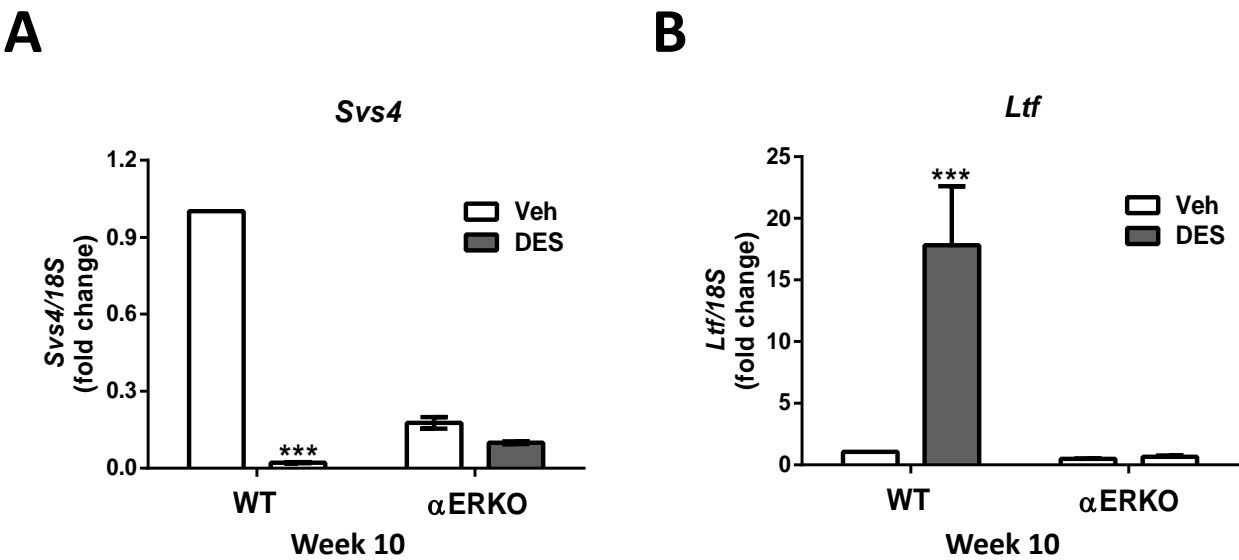 A
Svs4
Svs4/18S
(fold change)
1.2
0.9
0.6
0.3
0.0
Veh
DES
***
WT
αERKO
Week 10
B
Ltf
Ltf/18S
(fold change)
25
20
15
10
5
0
***
Veh
DES
WT
αERKO
Week 10